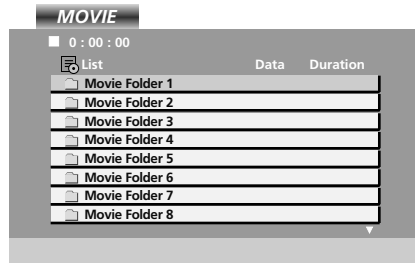 MOVIE
0 : 00 : 00
List Data Duration
Movie Folder 1
Movie Folder 2
Movie Folder 3
Movie Folder 4
Movie Folder 5
Movie Folder 6
Movie Folder 7
Movie Folder 8